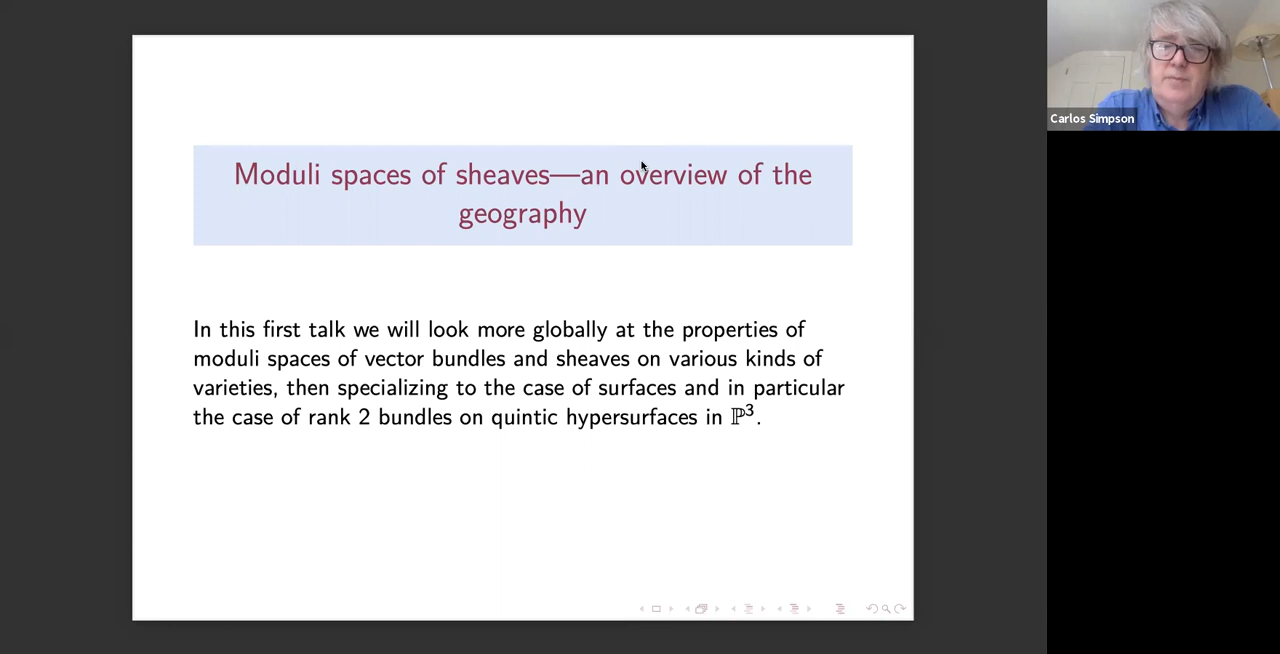 Moduli spaces of sheaves—an overview of the
geography
In this first talk we will look more globally at the properties of
moduli spaces of vector bundles and sheaves on various kinds of
varieties, then specializing to the case of surfaces and in particular
the case of rank 2 bundles on quintic hypersurfaces in ℙ³.
Carlos Simpson